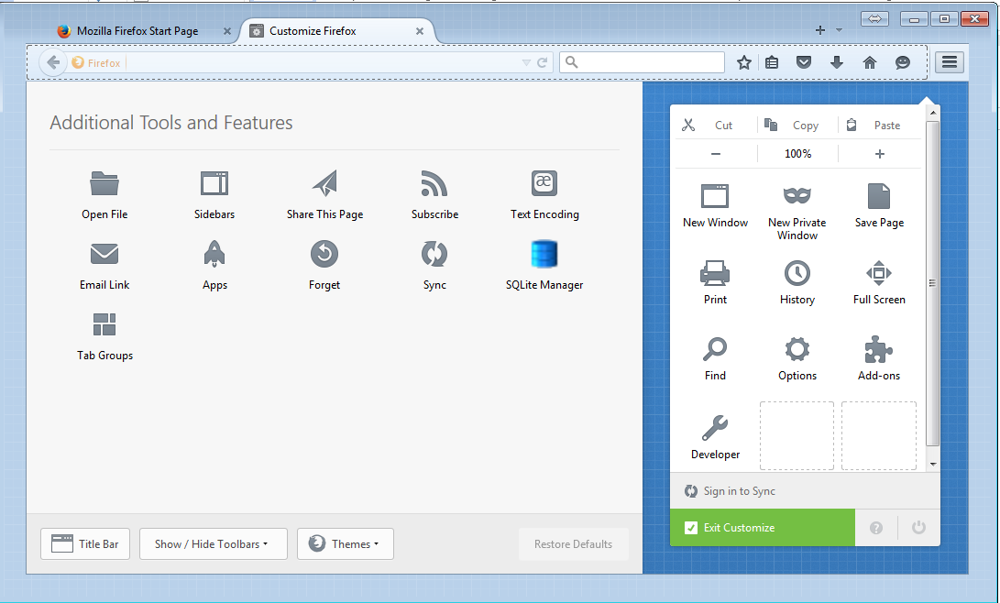 Mozilla Firefox Start Page
Customize Firefox
Firefox
Additional Tools and Features
Open File
Sidebars
Share This Page
Subscribe
æ
Text Encoding
Email Link
Apps
Forget
Sync
SQLite Manager
Tab Groups
Cut
Copy
Paste
− 100% +
New Window
New Private Window
Save Page
Print
History
Full Screen
Find
Options
Add-ons
Developer
Sign in to Sync
Exit Customize
?
Title Bar
Show / Hide Toolbars
Themes
Restore Defaults